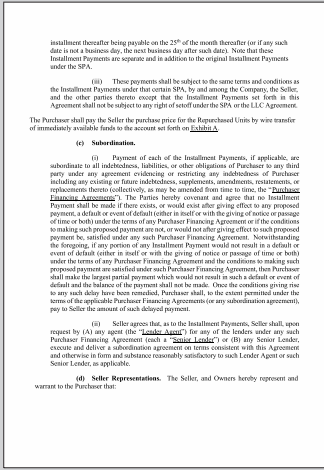 installment thereafter being payable on the 25th of the month thereafter (or if any such
date is not a business day, the next business day after such date). Note that these
Installment Payments are separate and in addition to the original Installment Payments
under the SPA.
(iii) These payments shall be subject to the same terms and conditions as
the Installment Payments under that certain SPA, by and among the Company, the Seller,
and the other parties thereto except that the Installment Payments set forth in this
Agreement shall not be subject to any right of setoff under the SPA or the LLC Agreement.
The Purchaser shall pay the Seller the purchase price for the Repurchased Units by wire transfer
of immediately available funds to the account set forth on Exhibit A.
(c) Subordination.
(i) Payment of each of the Installment Payments, if applicable, are
subordinate to all indebtedness, liabilities, or other obligations of Purchaser to any third
party under any agreement evidencing or restricting any indebtedness of Purchaser
including any existing or future indebtedness, supplements, amendments, restatements, or
replacements thereto (collectively, as may be amended from time to time, the "Purchaser
Financing Agreements"). The Parties hereby covenant and agree that no Installment
Payment shall be made if there exists, or would exist after giving effect to any proposed
payment, a default or event of default (either in itself or with the giving of notice or passage
of time or both) under the terms of any Purchaser Financing Agreement or if the conditions
to making such proposed payment are not, or would not after giving effect to such proposed
payment be, satisfied under any such Purchaser Financing Agreement. Notwithstanding
the foregoing, if any portion of any Installment Payment would not result in a default or
event of default (either in itself or with the giving of notice or passage of time or both)
under the terms of any Purchaser Financing Agreement and the conditions to making such
proposed payment are satisfied under such Purchaser Financing Agreement, then Purchaser
shall make the largest partial payment which would not result in such a default or event of
default and the balance of the payment shall not be made. Once the conditions giving rise
to any such delay have been remedied, Purchaser shall, to the extent permitted under the
terms of the applicable Purchaser Financing Agreements (or any subordination agreement),
pay to Seller the amount of such delayed payment.
(ii) Seller agrees that, as to the Installment Payments, Seller shall, upon
request by (A) any agent (the "Lender Agent") for any of the lenders under any such
Purchaser Financing Agreement (each a "Senior Lender") or (B) any Senior Lender,
execute and deliver a subordination agreement on terms consistent with this Agreement
and otherwise in form and substance reasonably satisfactory to such Lender Agent or such
Senior Lender, as applicable.
(d) Seller Representations. The Seller, and Owners hereby represent and
warrant to the Purchaser that: